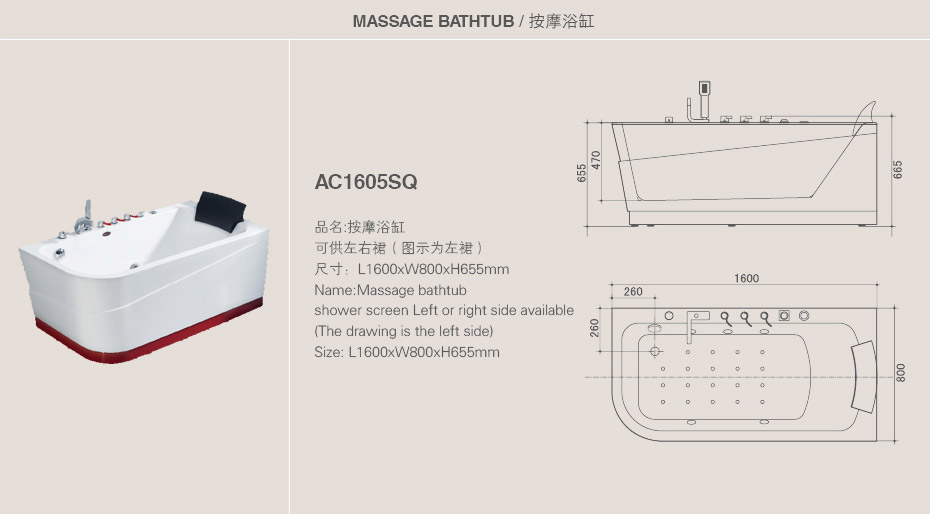 MASSAGE BATHTUB / 按摩浴缸
AC1605SQ
品名:按摩浴缸
可供左右裙（图示为左裙）
尺寸：L1600xW800xH655mm
Name:Massage bathtub
shower screen Left or right side available
(The drawing is the left side)
Size: L1600xW800xH655mm
655
470
665
1600
260
260
800